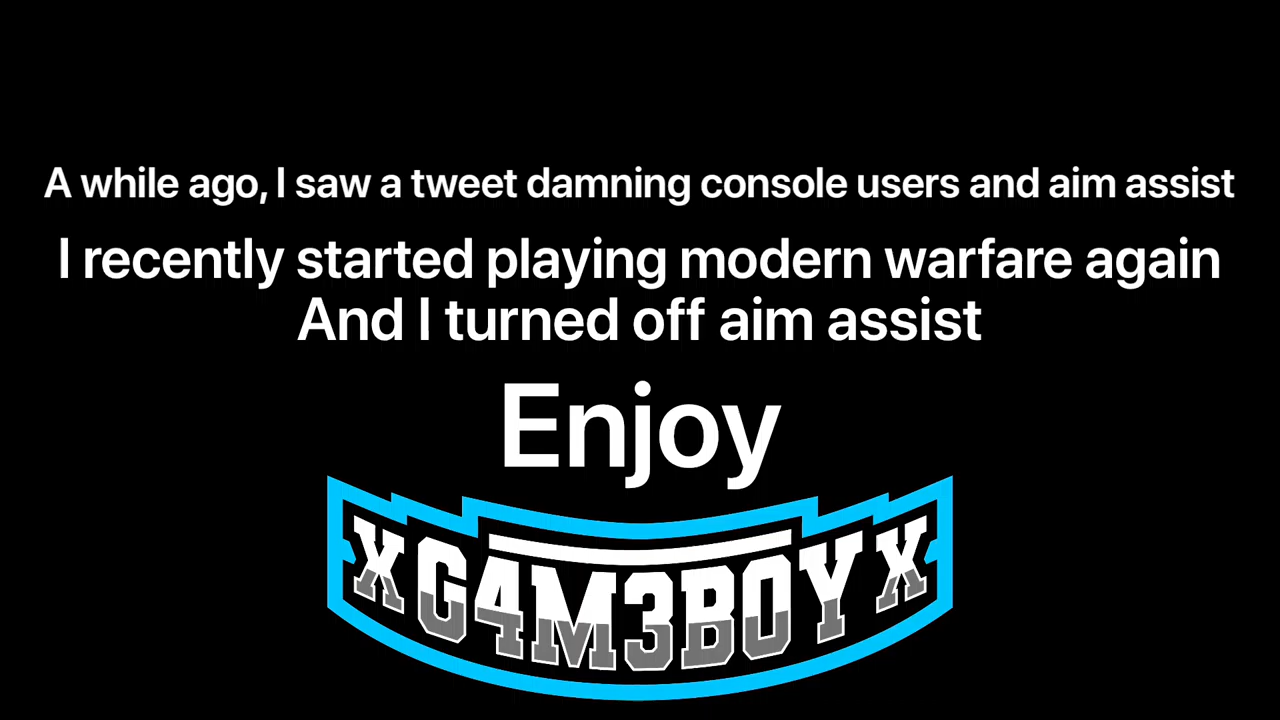 A while ago, I saw a tweet damning console users and aim assist
I recently started playing modern warfare again
And I turned off aim assist
Enjoy
XG4M3B0YX